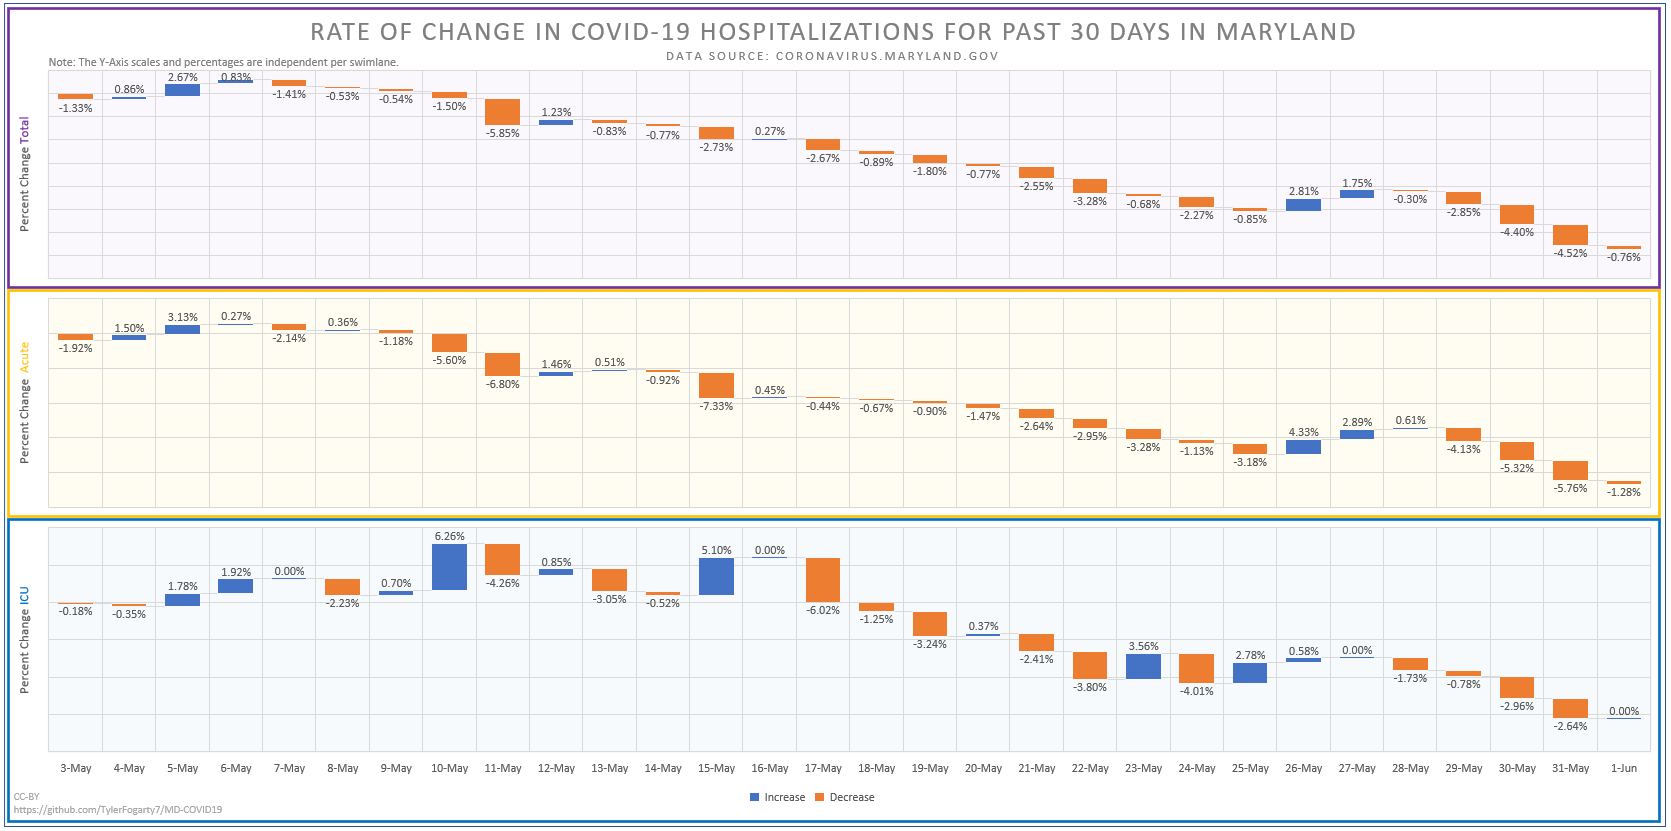 RATE OF CHANGE IN COVID-19 HOSPITALIZATIONS FOR PAST 30 DAYS IN MARYLAND
DATA SOURCE: CORONAVIRUS.MARYLAND.GOV
Note: The Y-Axis scales and percentages are independent per swimlane.
Percent Change Total
-1.33% 0.86% 2.67% 0.83% -1.41% -0.53% -0.54% -1.50% -5.85% 1.23% -0.83% -0.77% -2.73% 0.27% -2.67% -0.89% -1.80% -0.77% -2.55% -3.28% -0.68% -2.27% -0.85% 2.81% 1.75% -0.30% -2.85% -4.40% -4.52% -0.76%
Percent Change Acute
-1.92% 1.50% 3.13% 0.27% -2.14% 0.36% -1.18% -5.60% -6.80% 1.46% 0.51% -0.92% -7.33% 0.45% -0.44% -0.67% -0.90% -1.47% -2.64% -2.95% -3.28% -1.13% -3.18% 4.33% 2.89% 0.61% -4.13% -5.32% -5.76% -1.28%
Percent Change ICU
-0.18% -0.35% 1.78% 1.92% 0.00% -2.23% 0.70% 6.26% -4.26% 0.85% -3.05% -0.52% 5.10% 0.00% -6.02% -1.25% -3.24% 0.37% -2.41% -3.80% 3.56% -4.01% 2.78% 0.58% 0.00% -1.73% -0.78% -2.96% -2.64% 0.00%
3-May 4-May 5-May 6-May 7-May 8-May 9-May 10-May 11-May 12-May 13-May 14-May 15-May 16-May 17-May 18-May 19-May 20-May 21-May 22-May 23-May 24-May 25-May 26-May 27-May 28-May 29-May 30-May 31-May 1-Jun
Increase Decrease
CC-BY
https://github.com/TylerFogarty7/MD-COVID19